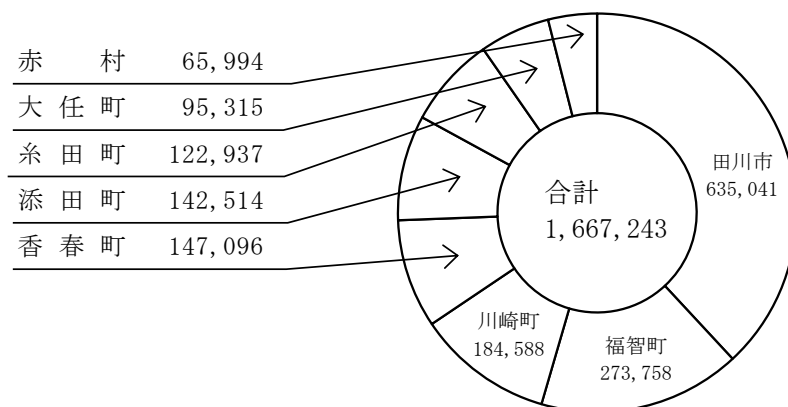 赤村 65,994
大任町 95,315
糸田町 122,937
添田町 142,514
香春町 147,096
合計
1,667,243
田川市
635,041
川崎町
184,588
福智町
273,758